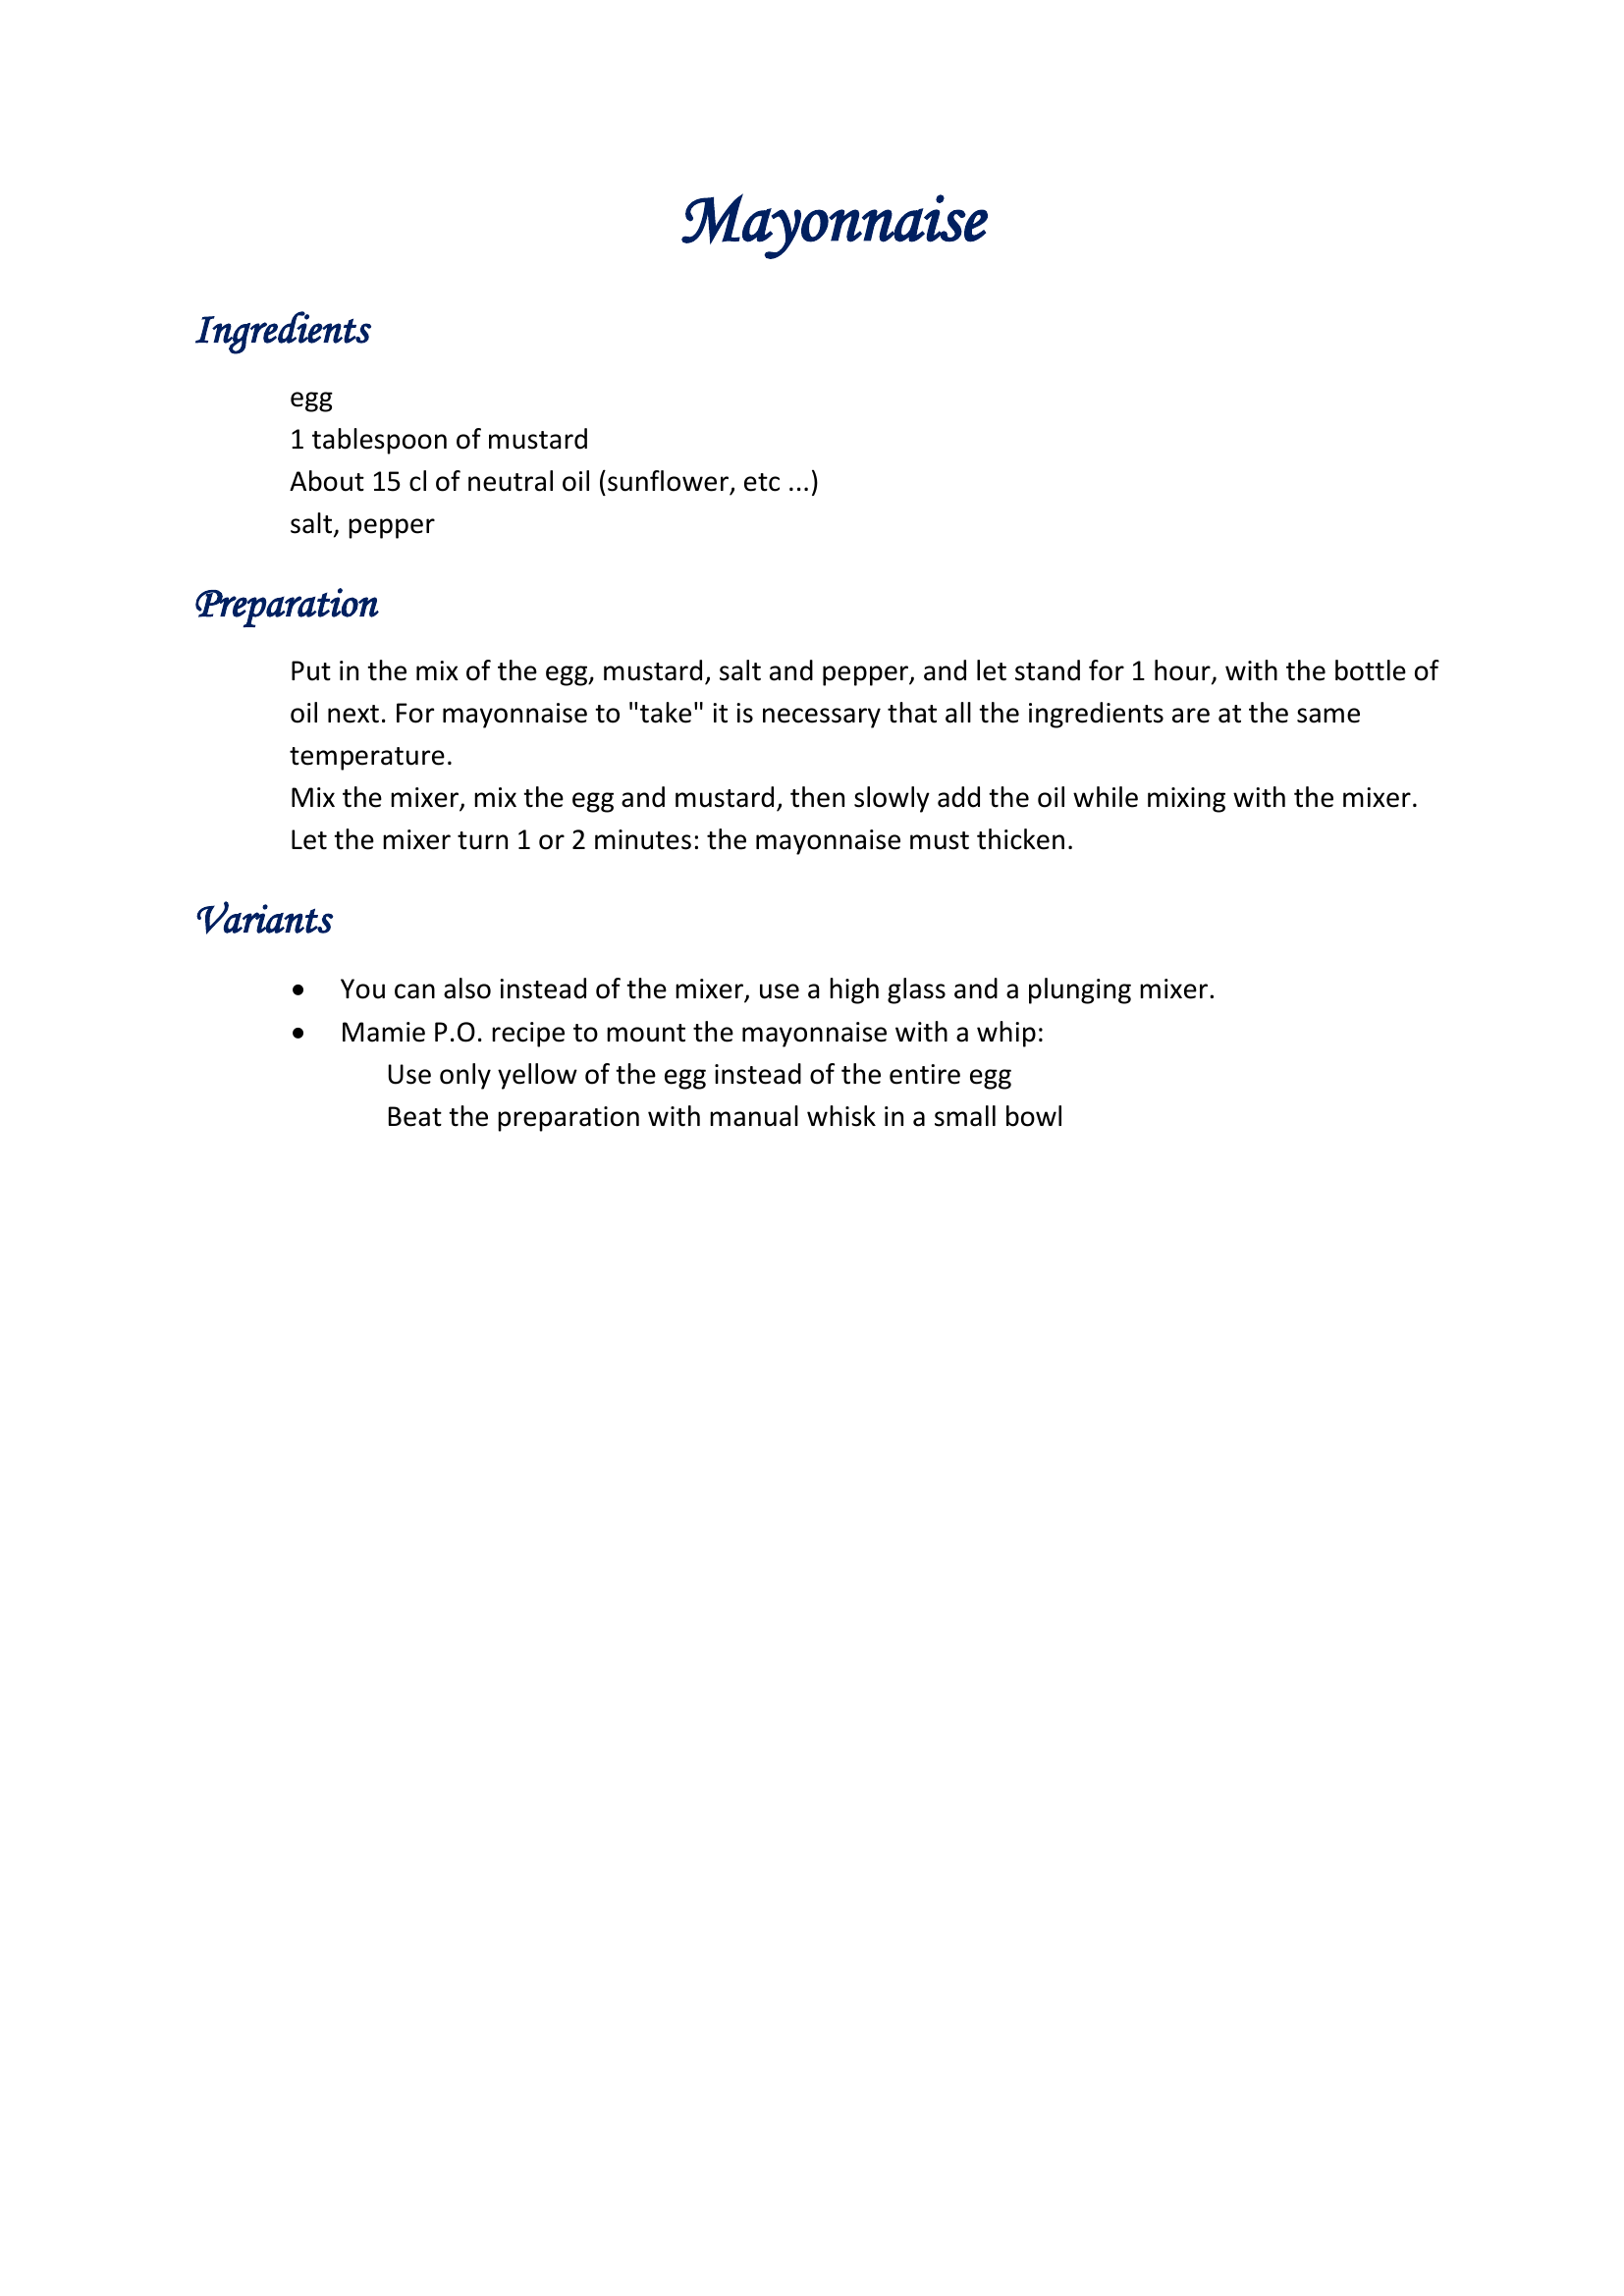 Mayonnaise
Ingredients
egg
1 tablespoon of mustard
About 15 cl of neutral oil (sunflower, etc ...)
salt, pepper
Preparation
Put in the mix of the egg, mustard, salt and pepper, and let stand for 1 hour, with the bottle of
oil next. For mayonnaise to "take" it is necessary that all the ingredients are at the same
temperature.
Mix the mixer, mix the egg and mustard, then slowly add the oil while mixing with the mixer.
Let the mixer turn 1 or 2 minutes: the mayonnaise must thicken.
Variants
• You can also instead of the mixer, use a high glass and a plunging mixer.
• Mamie P.O. recipe to mount the mayonnaise with a whip:
Use only yellow of the egg instead of the entire egg
Beat the preparation with manual whisk in a small bowl